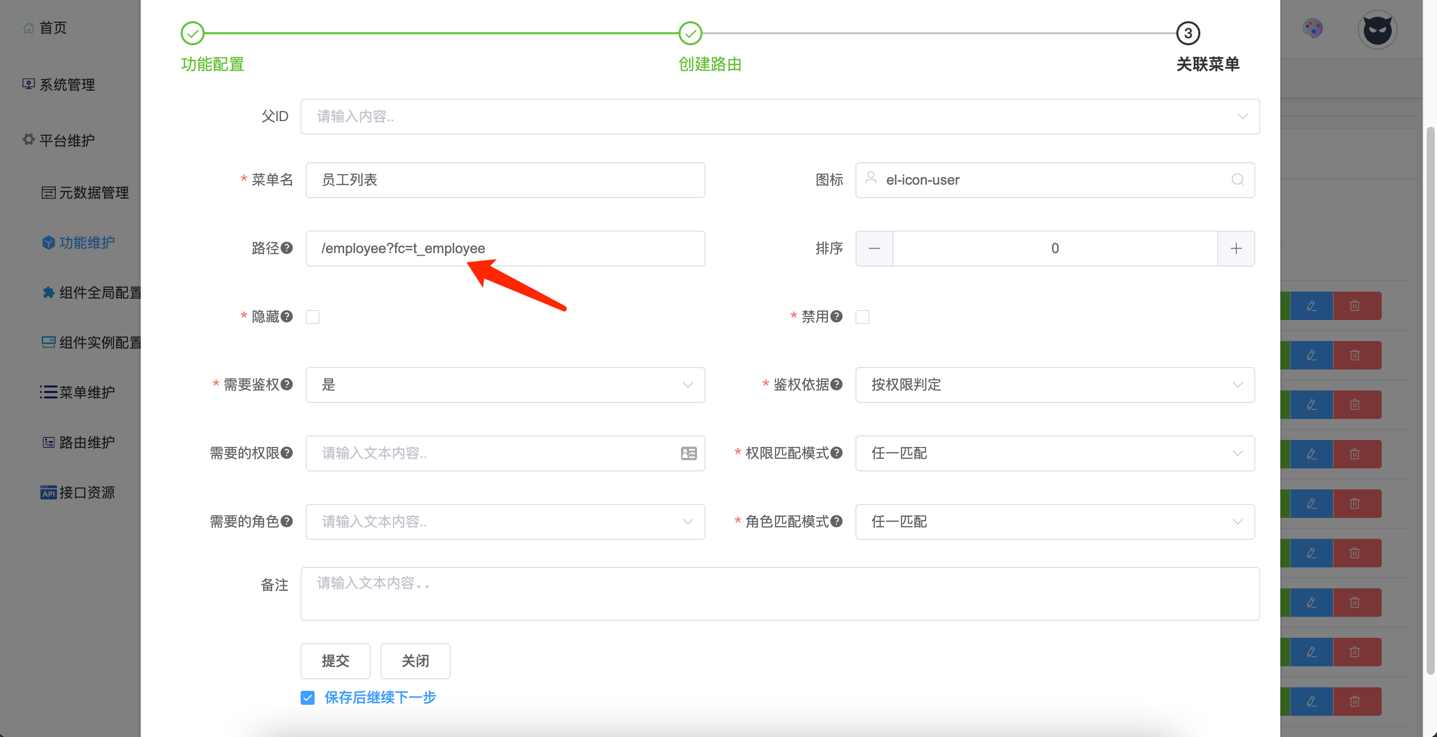 首页
系统管理
平台维护
元数据管理
功能维护
组件全局配置
组件实例配置
菜单维护
路由维护
API 接口资源
功能配置
创建路由
3
关联菜单
父ID 请输入内容..
* 菜单名 员工列表
图标 el-icon-user
路径 /employee?fc=t_employee
排序 0
* 隐藏
* 禁用
* 需要鉴权 是
* 鉴权依据 按权限判定
需要的权限 请输入文本内容..
* 权限匹配模式 任一匹配
需要的角色 请输入文本内容..
* 角色匹配模式 任一匹配
备注 请输入文本内容..
提交 关闭
保存后继续下一步